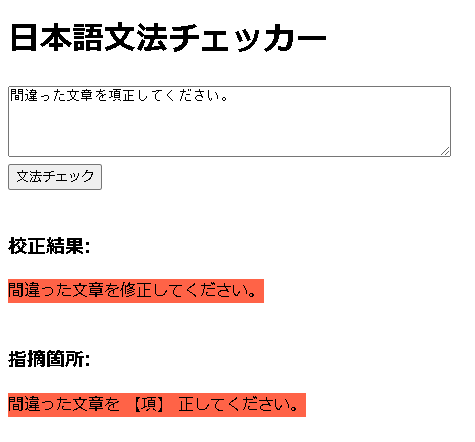 日本語文法チェッカー
間違った文章を項正してください。
文法チェック
校正結果:
間違った文章を修正してください。
指摘箇所:
間違った文章を 【項】 正してください。